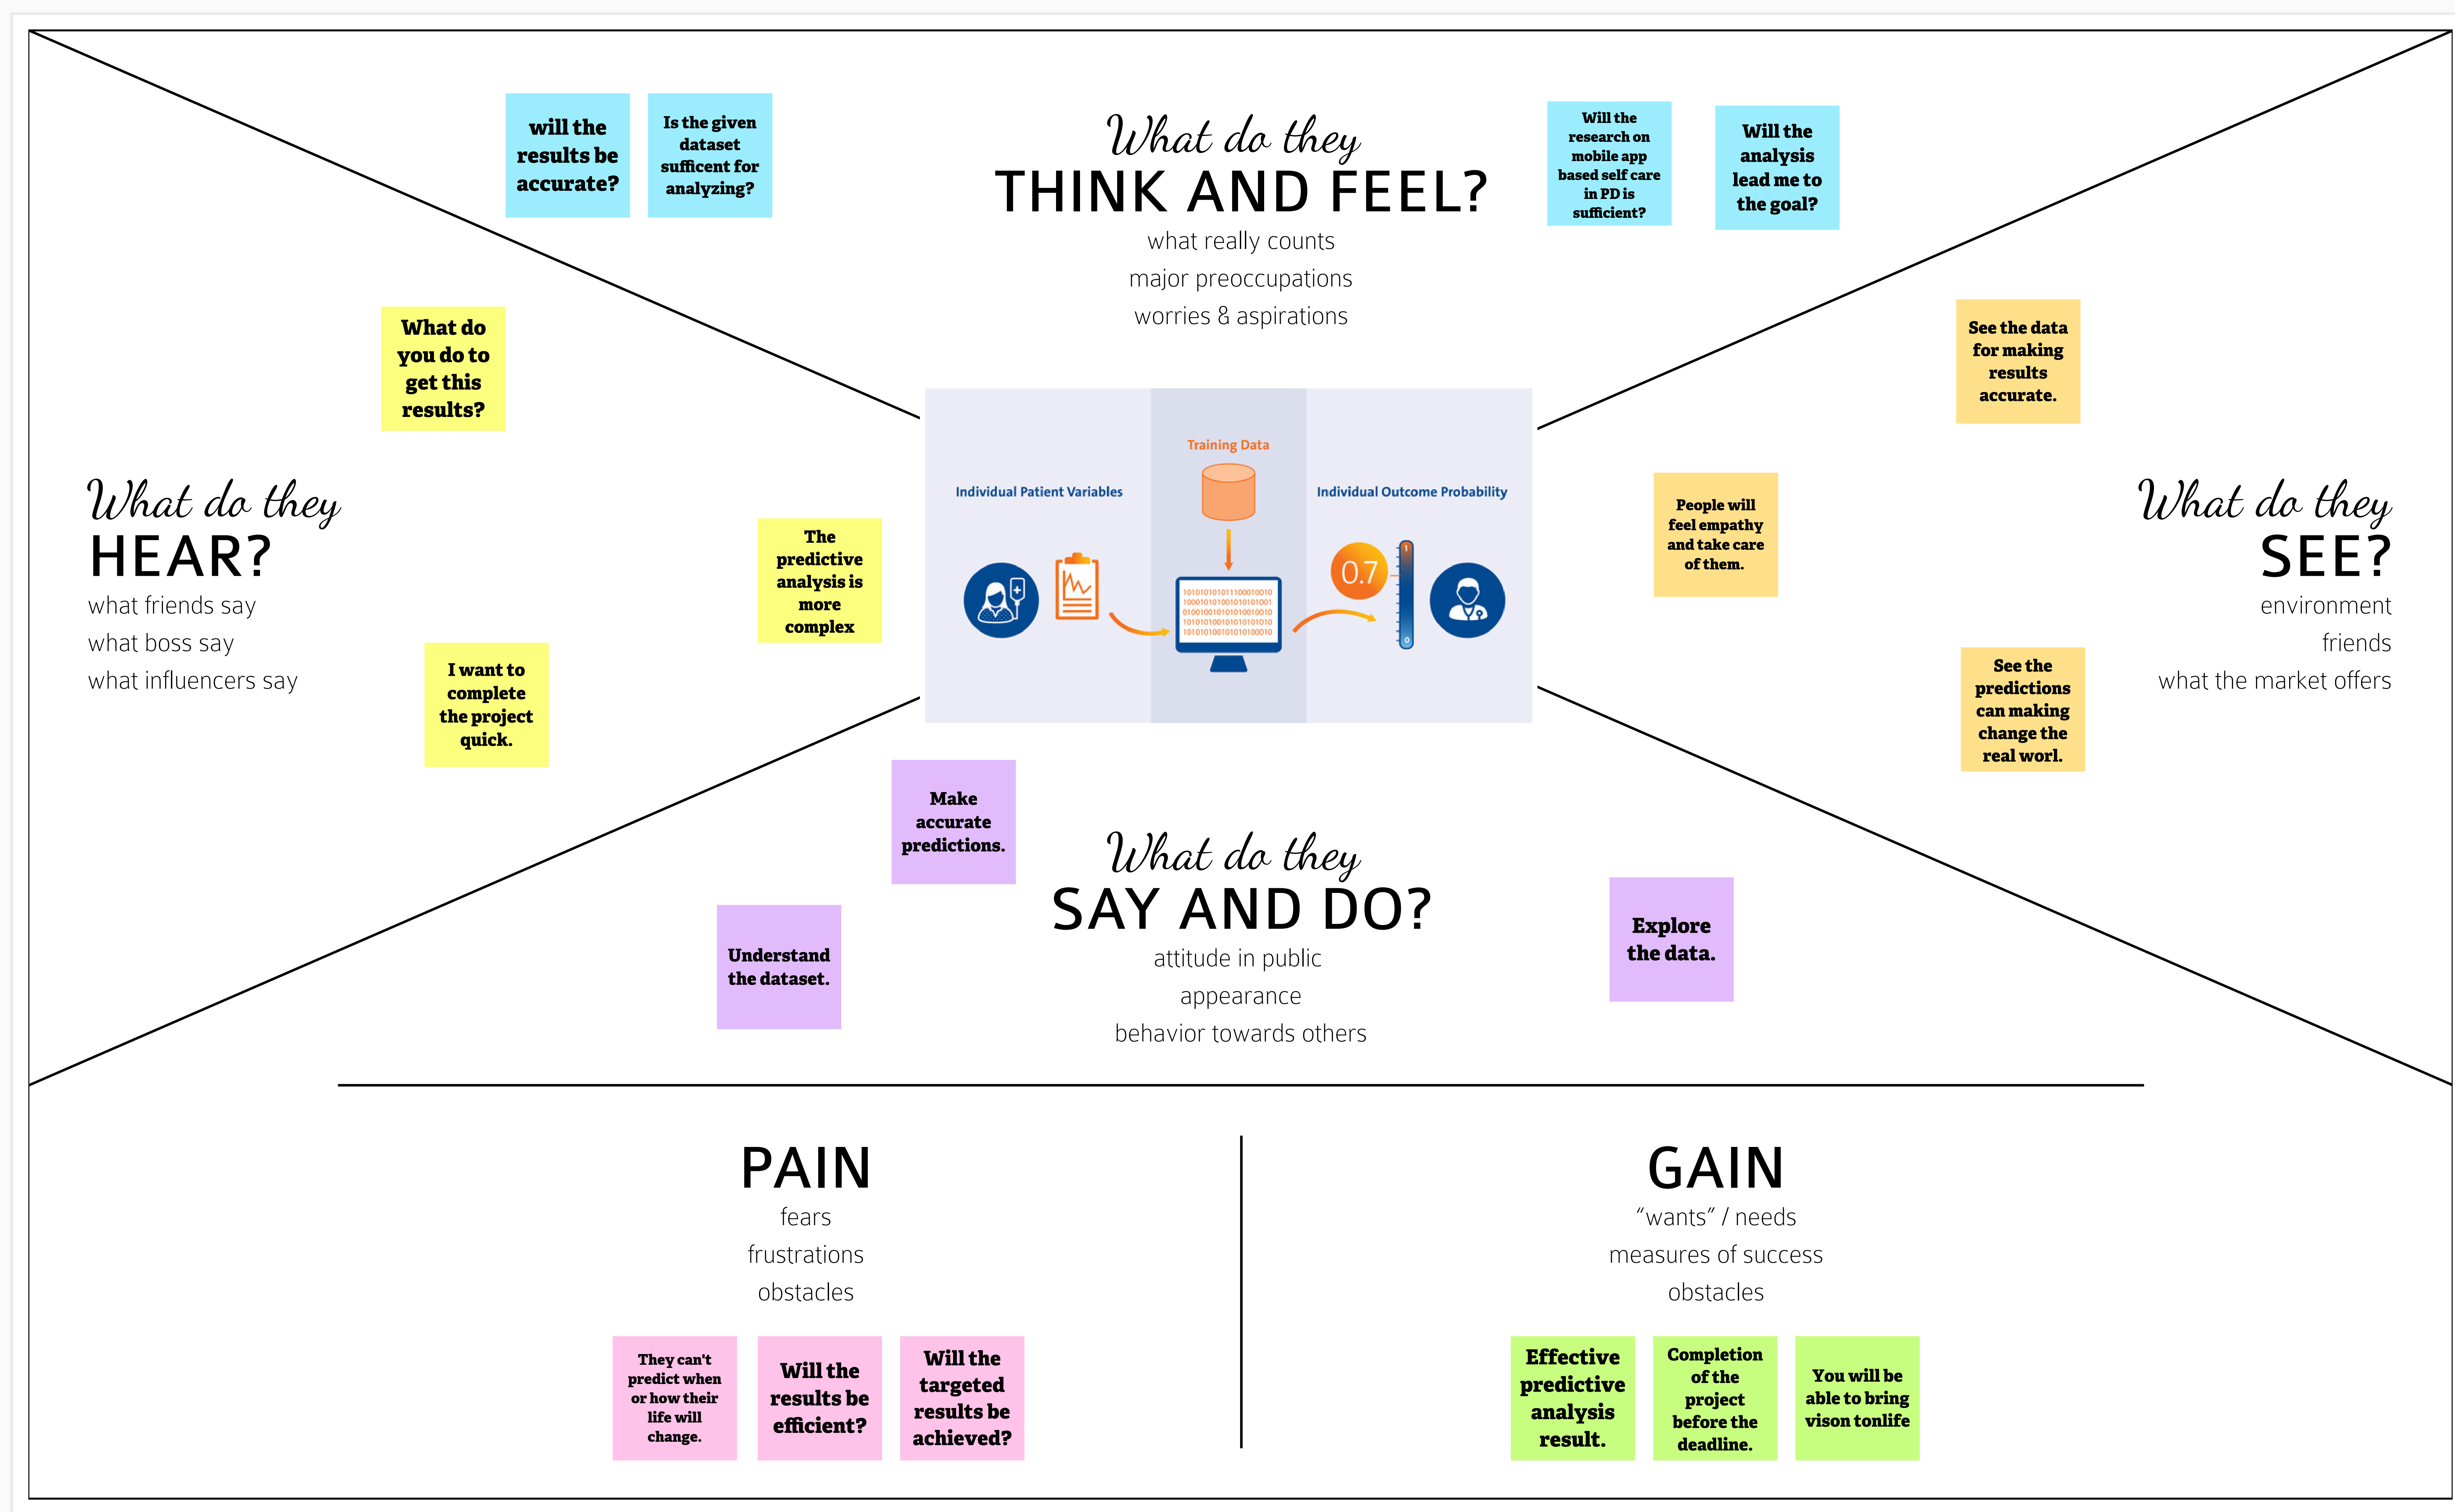 will the
results be
accurate?
Is the given
dataset
sufficent for
analyzing?
What do they
THINK AND FEEL?
what really counts
major preoccupations
worries & aspirations
Will the
research on
mobile app
based self care
in PD is
sufficient?
Will the
analysis
lead me to
the goal?
What do
you do to
get this
results?
What do they
HEAR?
what friends say
what boss say
what influencers say
The
predictive
analysis is
more
complex
I want to
complete
the project
quick.
Individual Patient Variables
Training Data
101010101011100010010
100010101001010101001
010010010101010010010
101010100101010101010
101010100101010100010
Individual Outcome Probability
0.7
1
0
See the data
for making
results
accurate.
People will
feel empathy
and take care
of them.
What do they
SEE?
environment
friends
what the market offers
See the
predictions
can making
change the
real worl.
Make
accurate
predictions.
Understand
the dataset.
What do they
SAY AND DO?
attitude in public
appearance
behavior towards others
Explore
the data.
PAIN
fears
frustrations
obstacles
They can't
predict when
or how their
life will
change.
Will the
results be
efficient?
Will the
targeted
results be
achieved?
GAIN
“wants” / needs
measures of success
obstacles
Effective
predictive
analysis
result.
Completion
of the
project
before the
deadline.
You will be
able to bring
vison tonlife